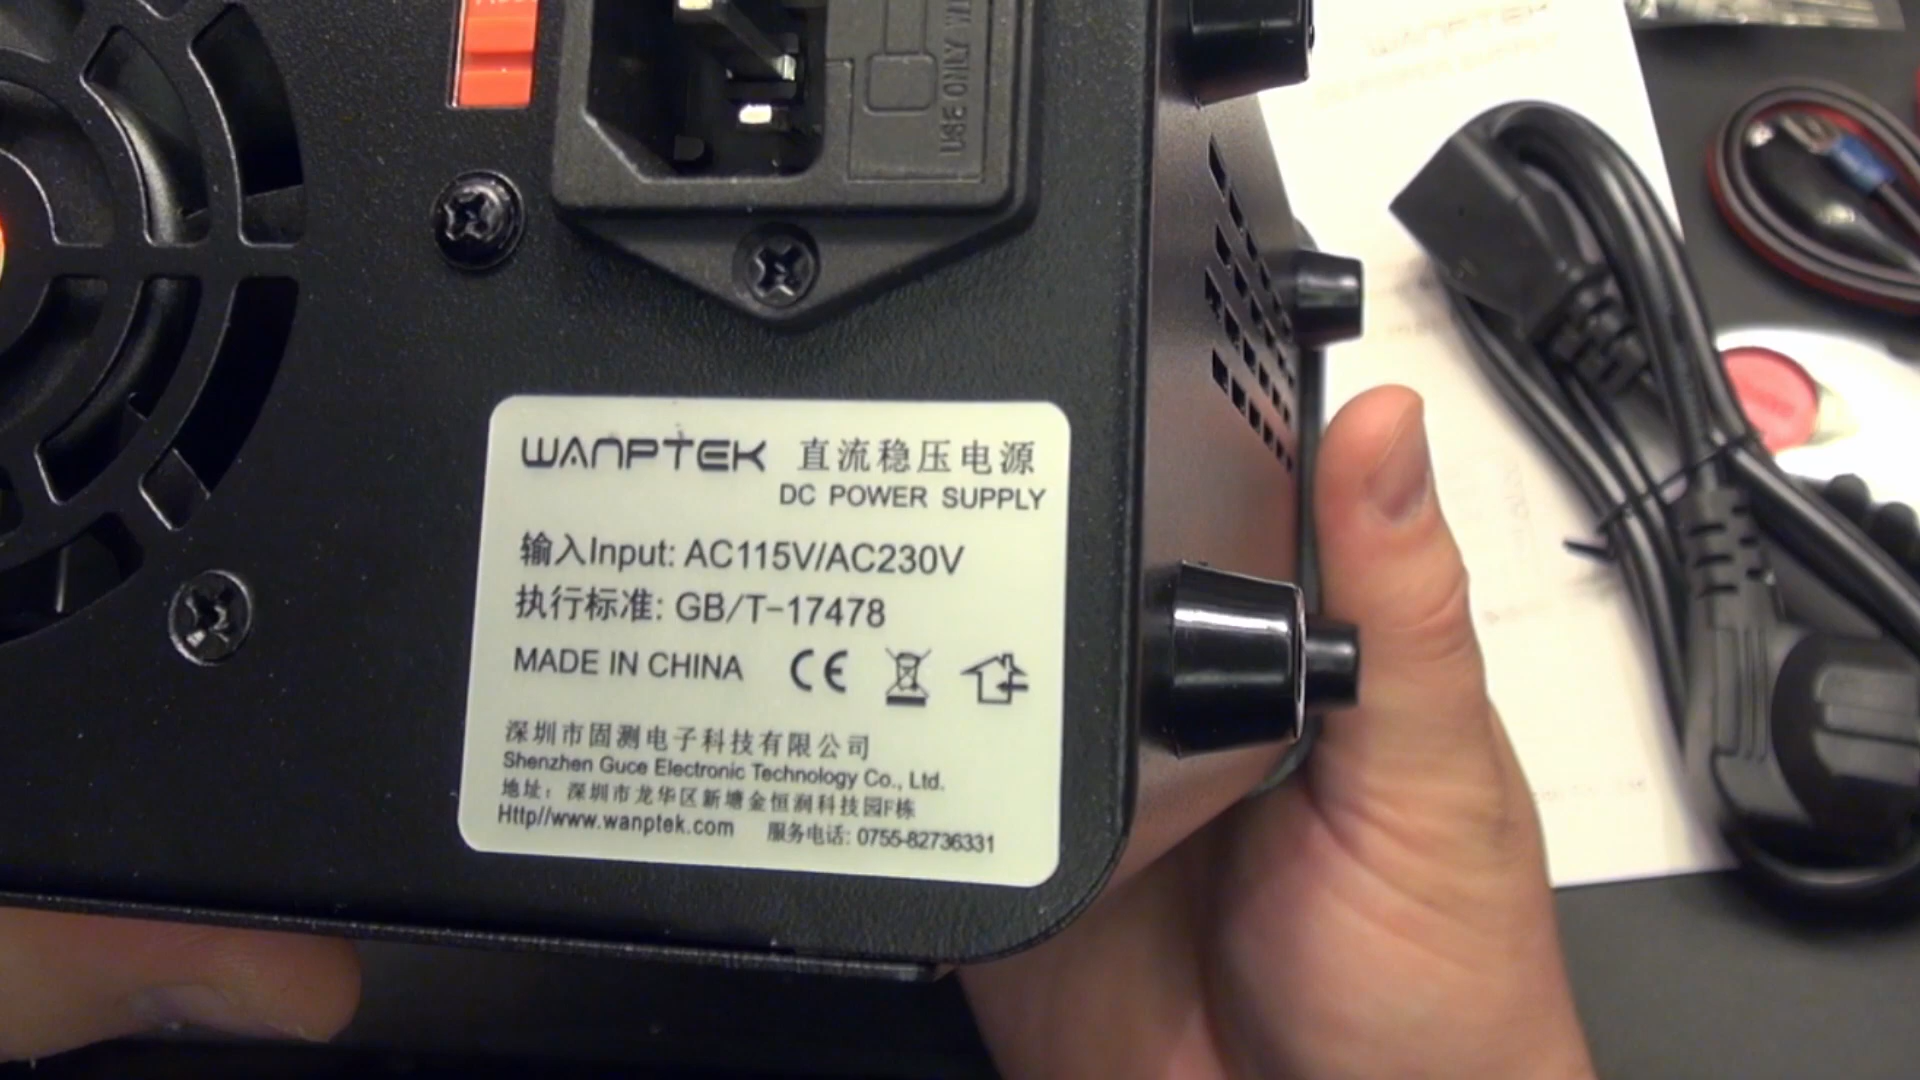 USE ONLY
WANPTEK 直流稳压电源
DC POWER SUPPLY
输入Input: AC115V/AC230V
执行标准: GB/T-17478
MADE IN CHINA CE
深圳市固测电子科技有限公司
Shenzhen Guce Electronic Technology Co., Ltd.
地址：深圳市龙华区新塘金恒润科技园F栋
Http//www.wanptek.com 服务电话: 0755-82736331